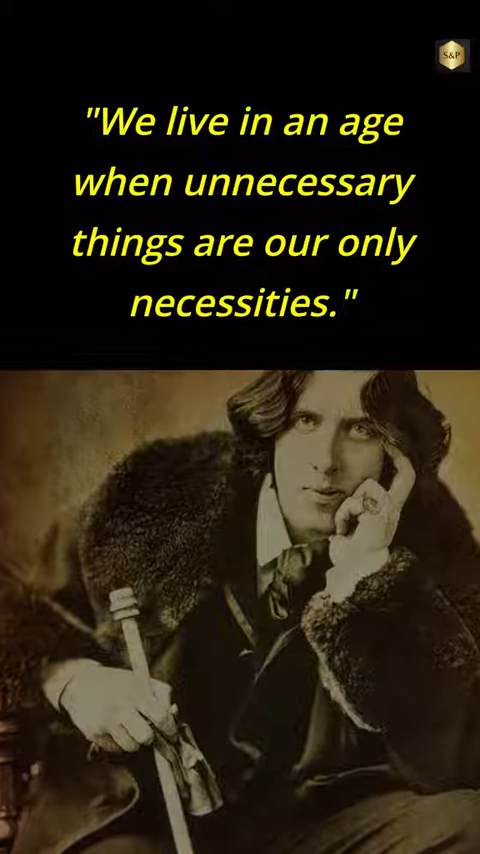 S&P
"We live in an age
when unnecessary
things are our only
necessities."